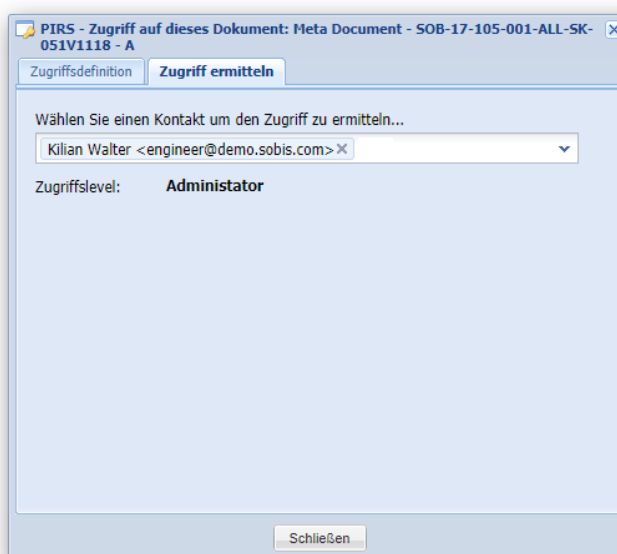 PIRS - Zugriff auf dieses Dokument: Meta Document - SOB-17-105-001-ALL-SK-
051V1118 - A
Zugriffsdefinition Zugriff ermitteln
Wählen Sie einen Kontakt um den Zugriff zu ermitteln...
Kilian Walter <engineer@demo.sobis.com>
Zugriffslevel: Administator
Schließen